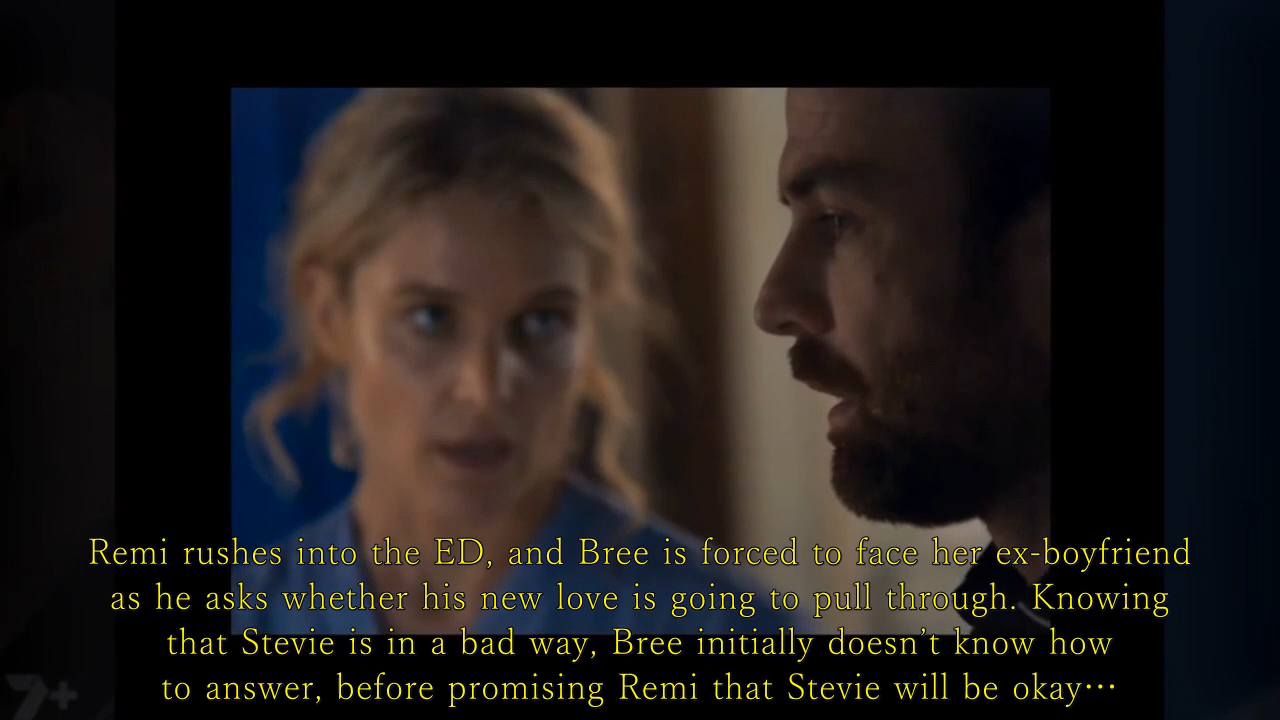 Remi rushes into the ED, and Bree is forced to face her ex-boyfriend
as he asks whether his new love is going to pull through. Knowing
that Stevie is in a bad way, Bree initially doesn’t know how
to answer, before promising Remi that Stevie will be okay···
7+